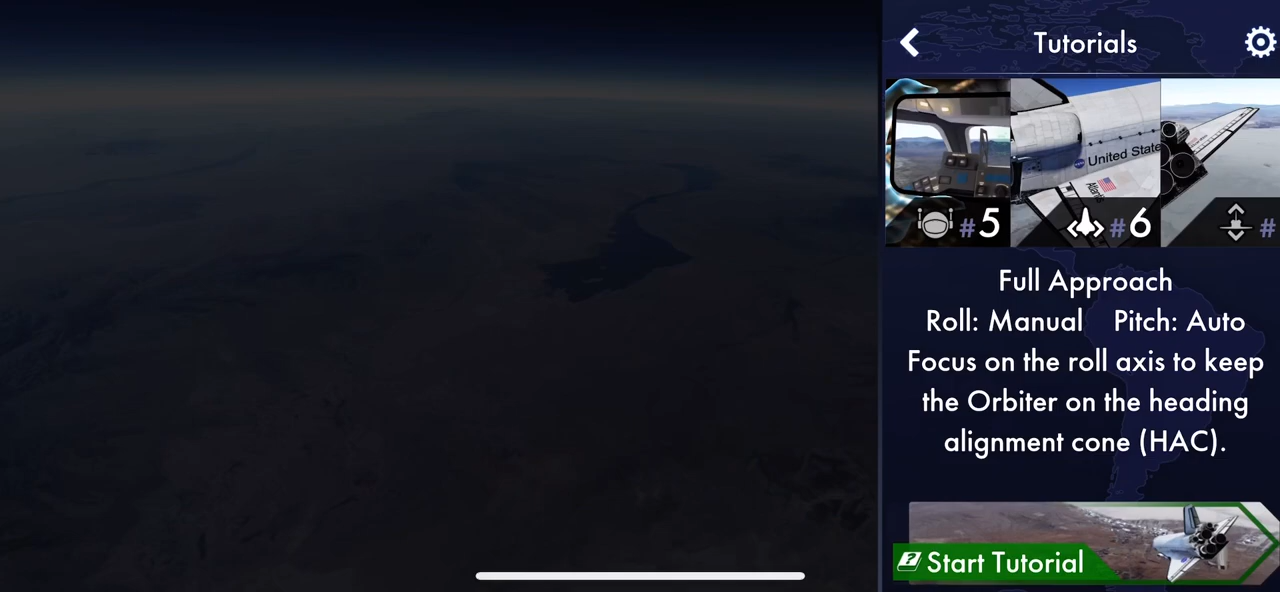 Tutorials
United State
Atlantis
#5
#6
#
Full Approach
Roll: Manual Pitch: Auto
Focus on the roll axis to keep
the Orbiter on the heading
alignment cone (HAC).
Start Tutorial